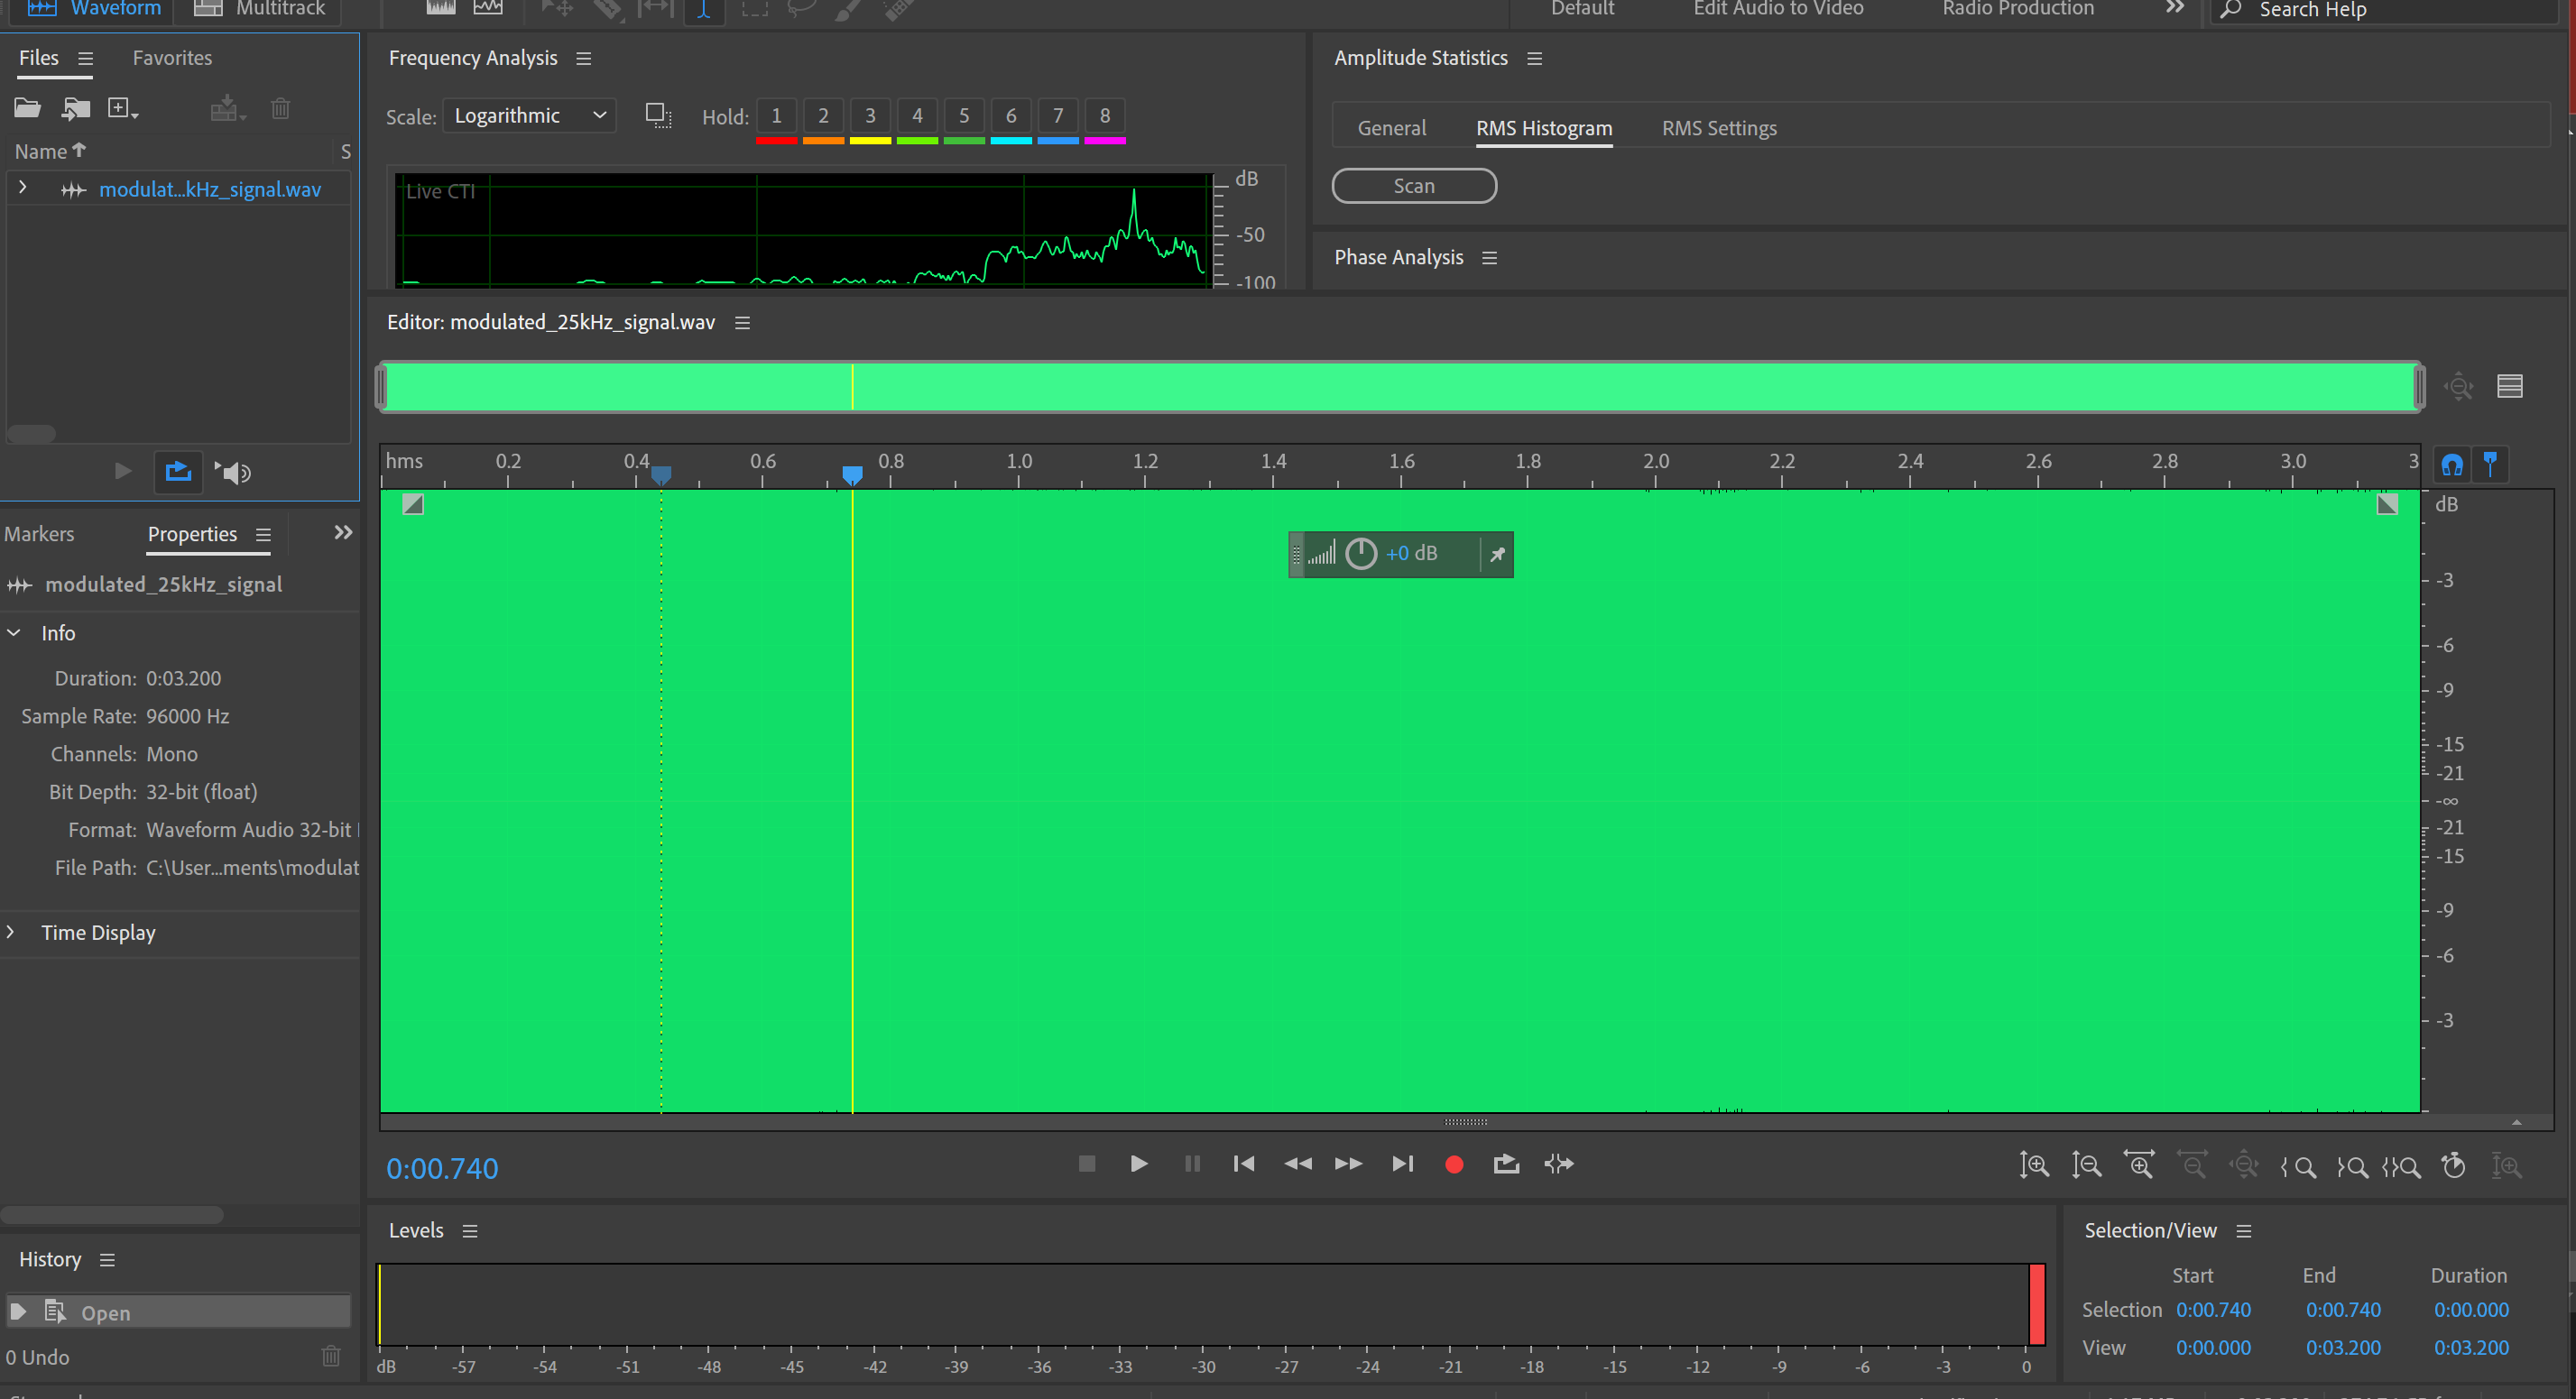 Waveform Multitrack Default Edit Audio to Video Radio Production Search Help
Files Favorites
Name S
modulat...kHz_signal.wav
Frequency Analysis
Scale: Logarithmic Hold: 1 2 3 4 5 6 7 8
Live CTI
dB
-50
-100
Amplitude Statistics
General RMS Histogram RMS Settings
Scan
Phase Analysis
Editor: modulated_25kHz_signal.wav
hms 0.2 0.4 0.6 0.8 1.0 1.2 1.4 1.6 1.8 2.0 2.2 2.4 2.6 2.8 3.0 3
+0 dB
dB
-3
-6
-9
-15
-21
-∞
-21
-15
-9
-6
-3
Markers Properties
modulated_25kHz_signal
Info
Duration: 0:03.200
Sample Rate: 96000 Hz
Channels: Mono
Bit Depth: 32-bit (float)
Format: Waveform Audio 32-bit
File Path: C:\User...ments\modulat
Time Display
0:00.740
History
Open
0 Undo
Levels
dB -57 -54 -51 -48 -45 -42 -39 -36 -33 -30 -27 -24 -21 -18 -15 -12 -9 -6 -3 0
Selection/View
Start End Duration
Selection 0:00.740 0:00.740 0:00.000
View 0:00.000 0:03.200 0:03.200